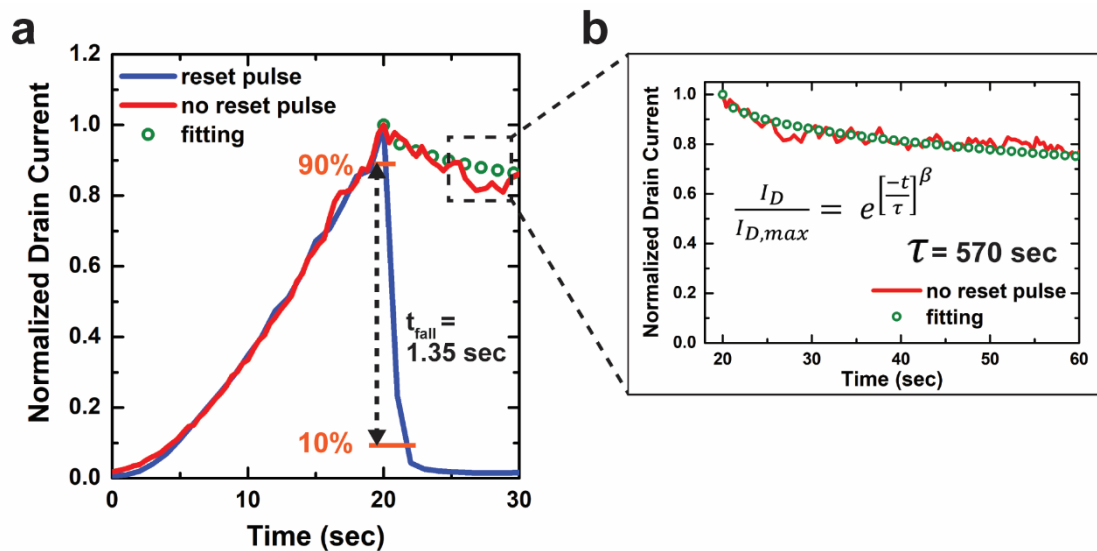 a
Normalized Drain Current
1.2
1.0
0.8
0.6
0.4
0.2
0.0
0
10
20
30
Time (sec)
reset pulse
no reset pulse
fitting
90%
10%
t_fall =
1.35 sec
b
Normalized Drain Current
1.0
0.8
0.6
0.4
0.2
0.0
I_D / I_{D,max} = e^{[-t/τ]^β}
τ = 570 sec
no reset pulse
fitting
20
30
40
50
60
Time (sec)